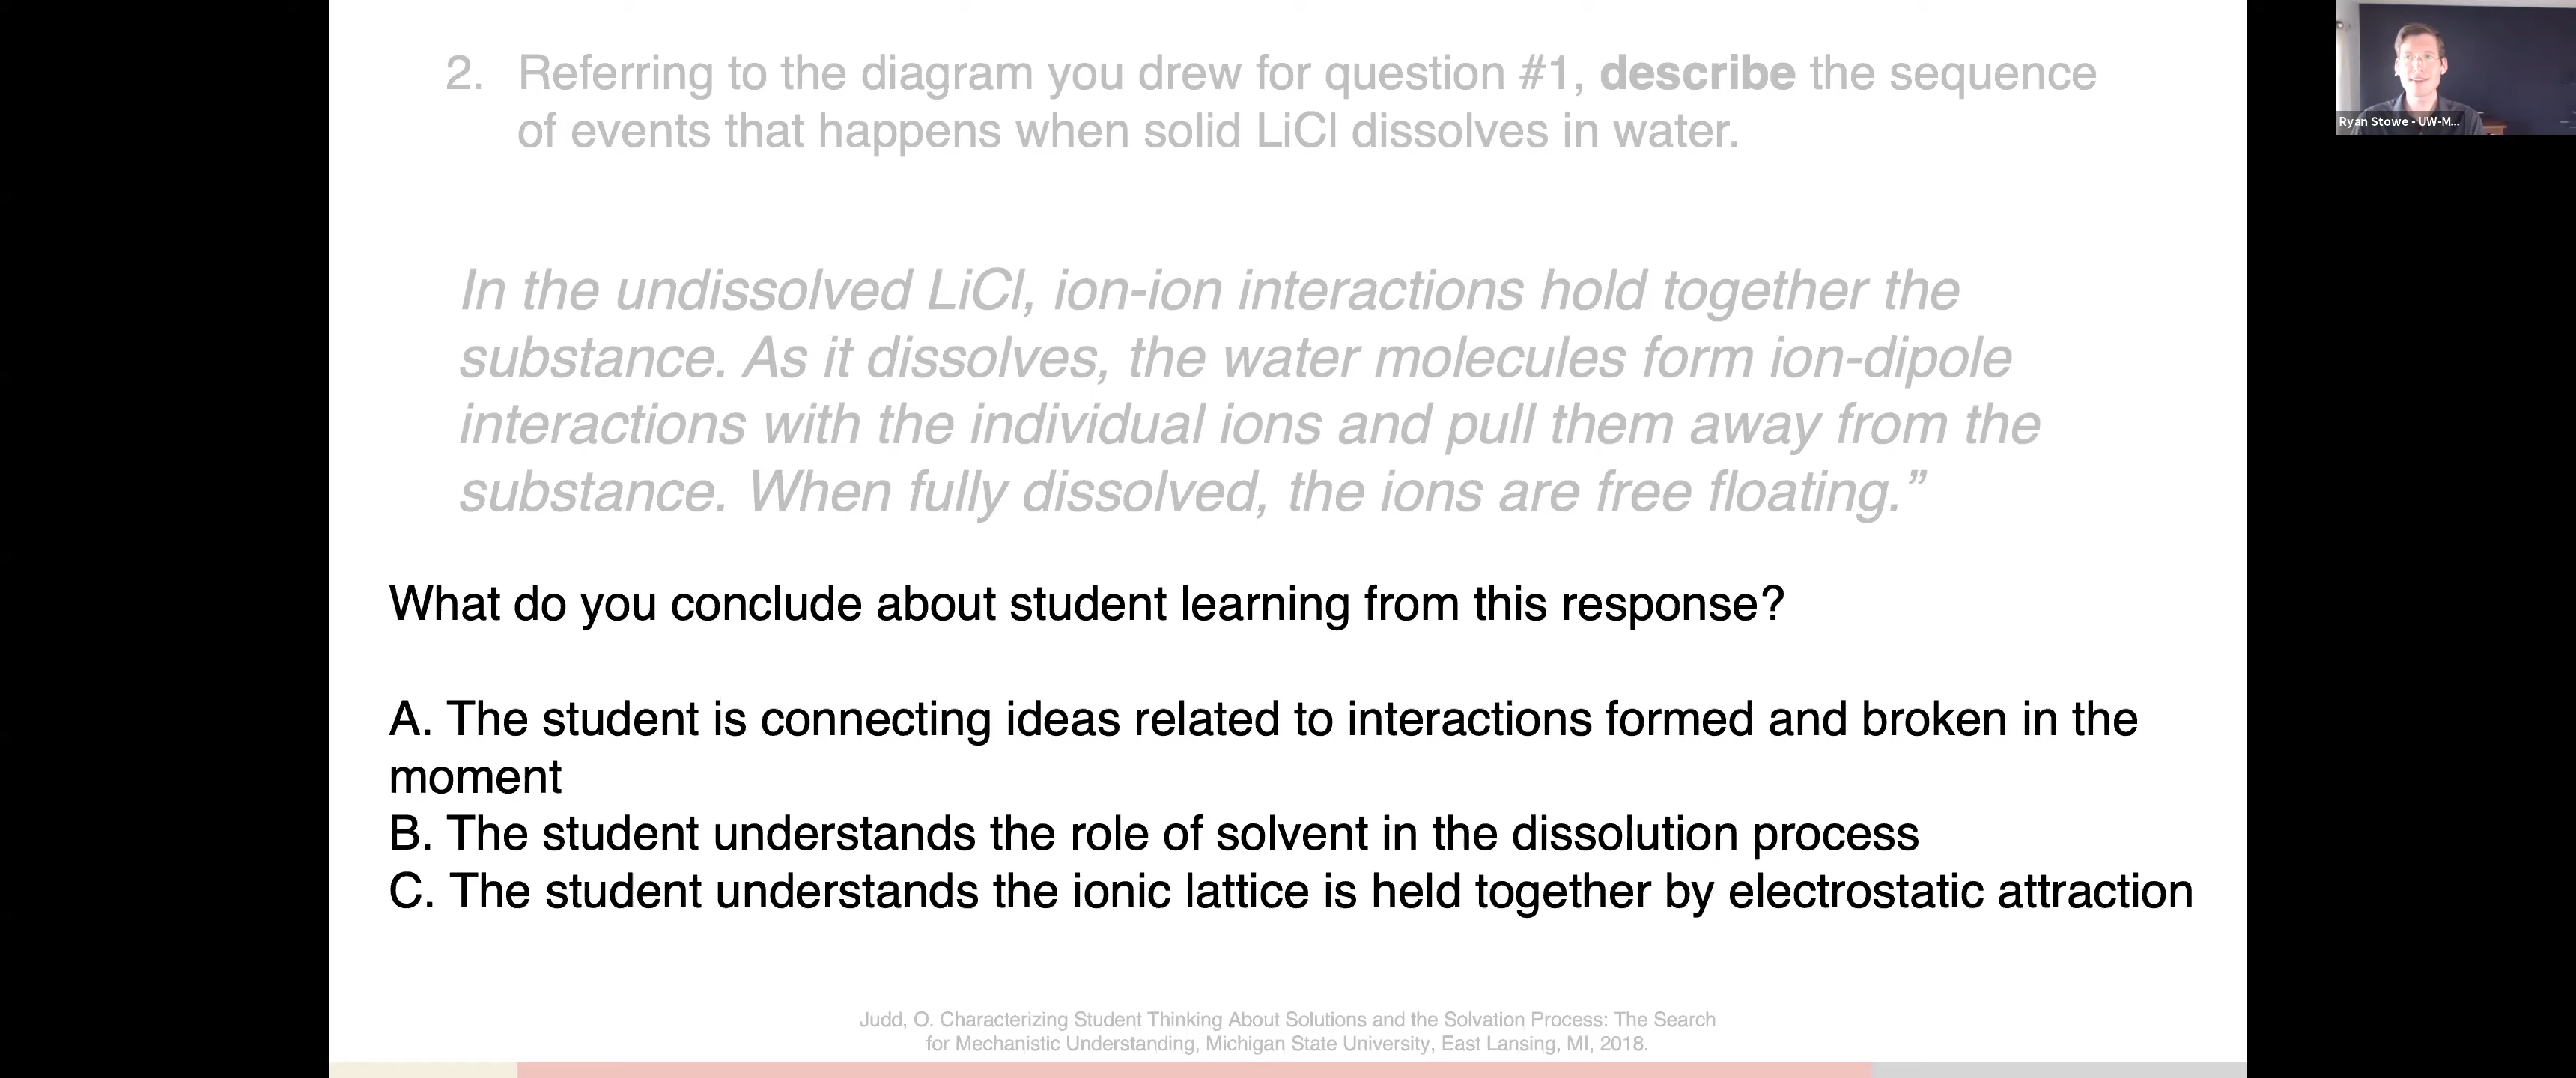 2. Referring to the diagram you drew for question #1, describe the sequence
of events that happens when solid LiCl dissolves in water.
Ryan Stowe - UW-M...
In the undissolved LiCl, ion-ion interactions hold together the
substance. As it dissolves, the water molecules form ion-dipole
interactions with the individual ions and pull them away from the
substance. When fully dissolved, the ions are free floating.”
What do you conclude about student learning from this response?
A. The student is connecting ideas related to interactions formed and broken in the
moment
B. The student understands the role of solvent in the dissolution process
C. The student understands the ionic lattice is held together by electrostatic attraction
Judd, O. Characterizing Student Thinking About Solutions and the Solvation Process: The Search
for Mechanistic Understanding, Michigan State University, East Lansing, MI, 2018.